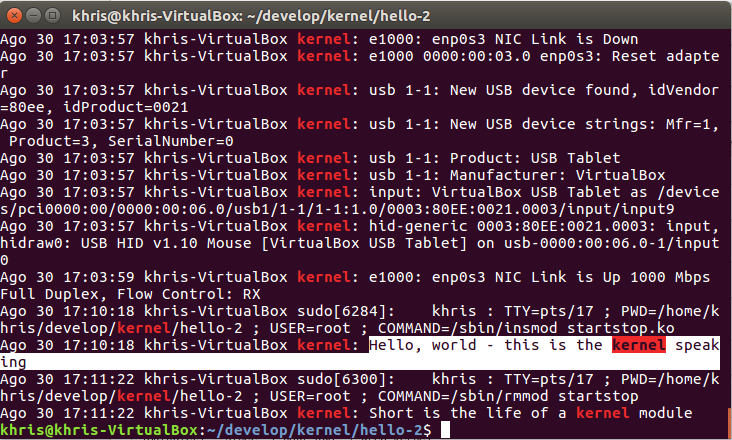 khris@khris-VirtualBox: ~/develop/kernel/hello-2
Ago 30 17:03:57 khris-VirtualBox kernel: e1000: enp0s3 NIC Link is Down
Ago 30 17:03:57 khris-VirtualBox kernel: e1000 0000:00:03.0 enp0s3: Reset adapte
r
Ago 30 17:03:57 khris-VirtualBox kernel: usb 1-1: New USB device found, idVendor
=80ee, idProduct=0021
Ago 30 17:03:57 khris-VirtualBox kernel: usb 1-1: New USB device strings: Mfr=1,
 Product=3, SerialNumber=0
Ago 30 17:03:57 khris-VirtualBox kernel: usb 1-1: Product: USB Tablet
Ago 30 17:03:57 khris-VirtualBox kernel: usb 1-1: Manufacturer: VirtualBox
Ago 30 17:03:57 khris-VirtualBox kernel: input: VirtualBox USB Tablet as /device
s/pci0000:00/0000:00:06.0/usb1/1-1/1-1:1.0/0003:80EE:0021.0003/input/input9
Ago 30 17:03:57 khris-VirtualBox kernel: hid-generic 0003:80EE:0021.0003: input,
hidraw0: USB HID v1.10 Mouse [VirtualBox USB Tablet] on usb-0000:00:06.0-1/input
0
Ago 30 17:03:59 khris-VirtualBox kernel: e1000: enp0s3 NIC Link is Up 1000 Mbps
Full Duplex, Flow Control: RX
Ago 30 17:10:18 khris-VirtualBox sudo[6284]:    khris : TTY=pts/17 ; PWD=/home/k
hris/develop/kernel/hello-2 ; USER=root ; COMMAND=/sbin/insmod startstop.ko
Ago 30 17:10:18 khris-VirtualBox kernel: Hello, world - this is the kernel speak
ing
Ago 30 17:11:22 khris-VirtualBox sudo[6300]:    khris : TTY=pts/17 ; PWD=/home/k
hris/develop/kernel/hello-2 ; USER=root ; COMMAND=/sbin/rmmod startstop
Ago 30 17:11:22 khris-VirtualBox kernel: Short is the life of a kernel module
khris@khris-VirtualBox:~/develop/kernel/hello-2$